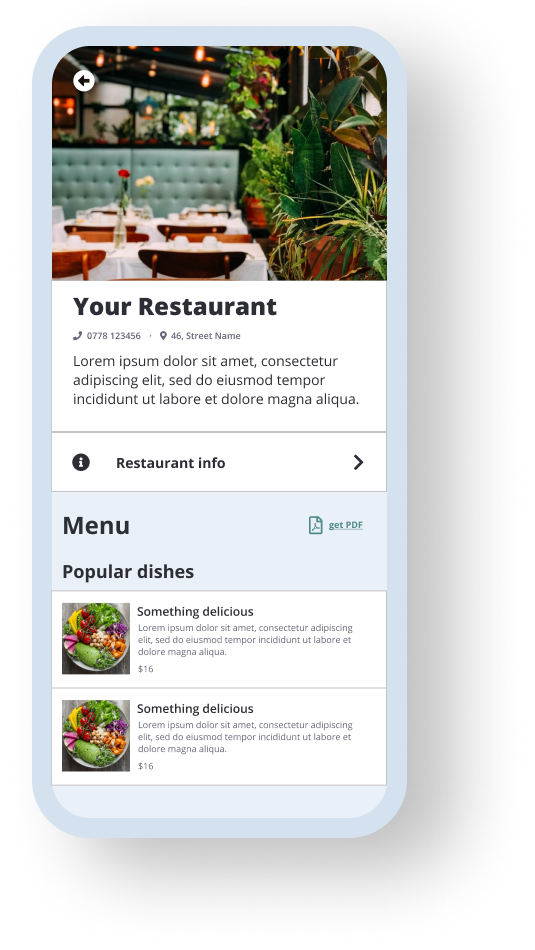 Your Restaurant
0778 123456 · 46, Street Name
Lorem ipsum dolor sit amet, consectetur
adipiscing elit, sed do eiusmod tempor
incididunt ut labore et dolore magna aliqua.
Restaurant info
Menu
get PDF
Popular dishes
Something delicious
Lorem ipsum dolor sit amet, consectetur adipiscing
elit, sed do eiusmod tempor incididunt ut labore et
dolore magna aliqua.
$16
Something delicious
Lorem ipsum dolor sit amet, consectetur adipiscing
elit, sed do eiusmod tempor incididunt ut labore et
dolore magna aliqua.
$16